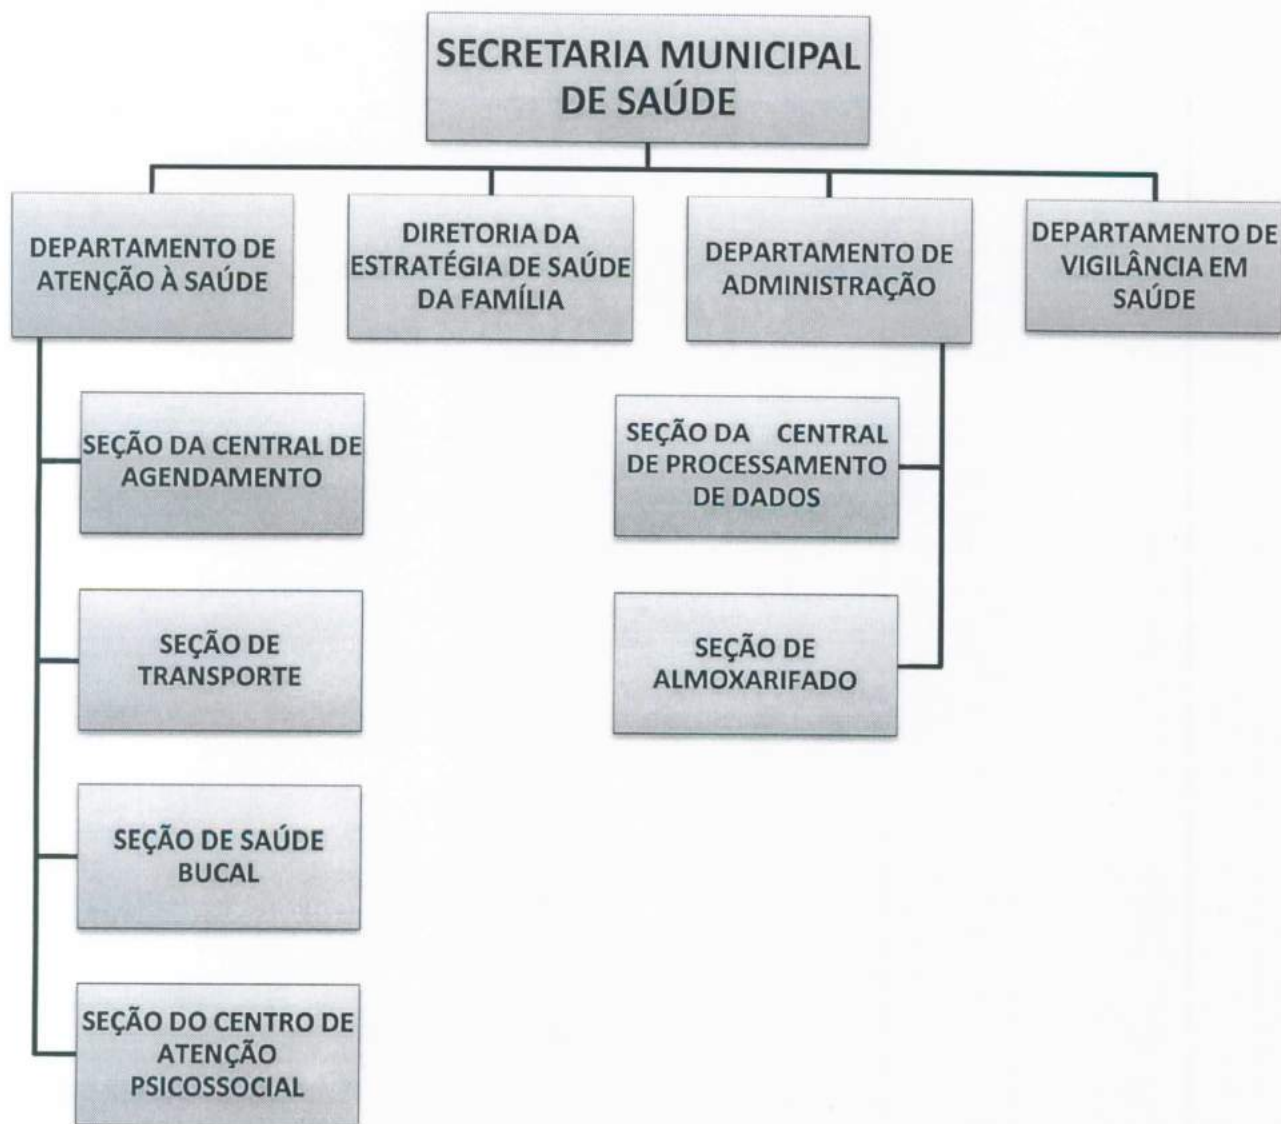 SECRETARIA MUNICIPAL
DE SAÚDE
DEPARTAMENTO DE
ATENÇÃO À SAÚDE
DIRETORIA DA
ESTRATÉGIA DE SAÚDE
DA FAMÍLIA
DEPARTAMENTO DE
ADMINISTRAÇÃO
DEPARTAMENTO DE
VIGILÂNCIA EM
SAÚDE
SEÇÃO DA CENTRAL DE
AGENDAMENTO
SEÇÃO DE
TRANSPORTE
SEÇÃO DE SAÚDE
BUCAL
SEÇÃO DO CENTRO DE
ATENÇÃO
PSICOSSOCIAL
SEÇÃO DA CENTRAL
DE PROCESSAMENTO
DE DADOS
SEÇÃO DE
ALMOXARIFADO